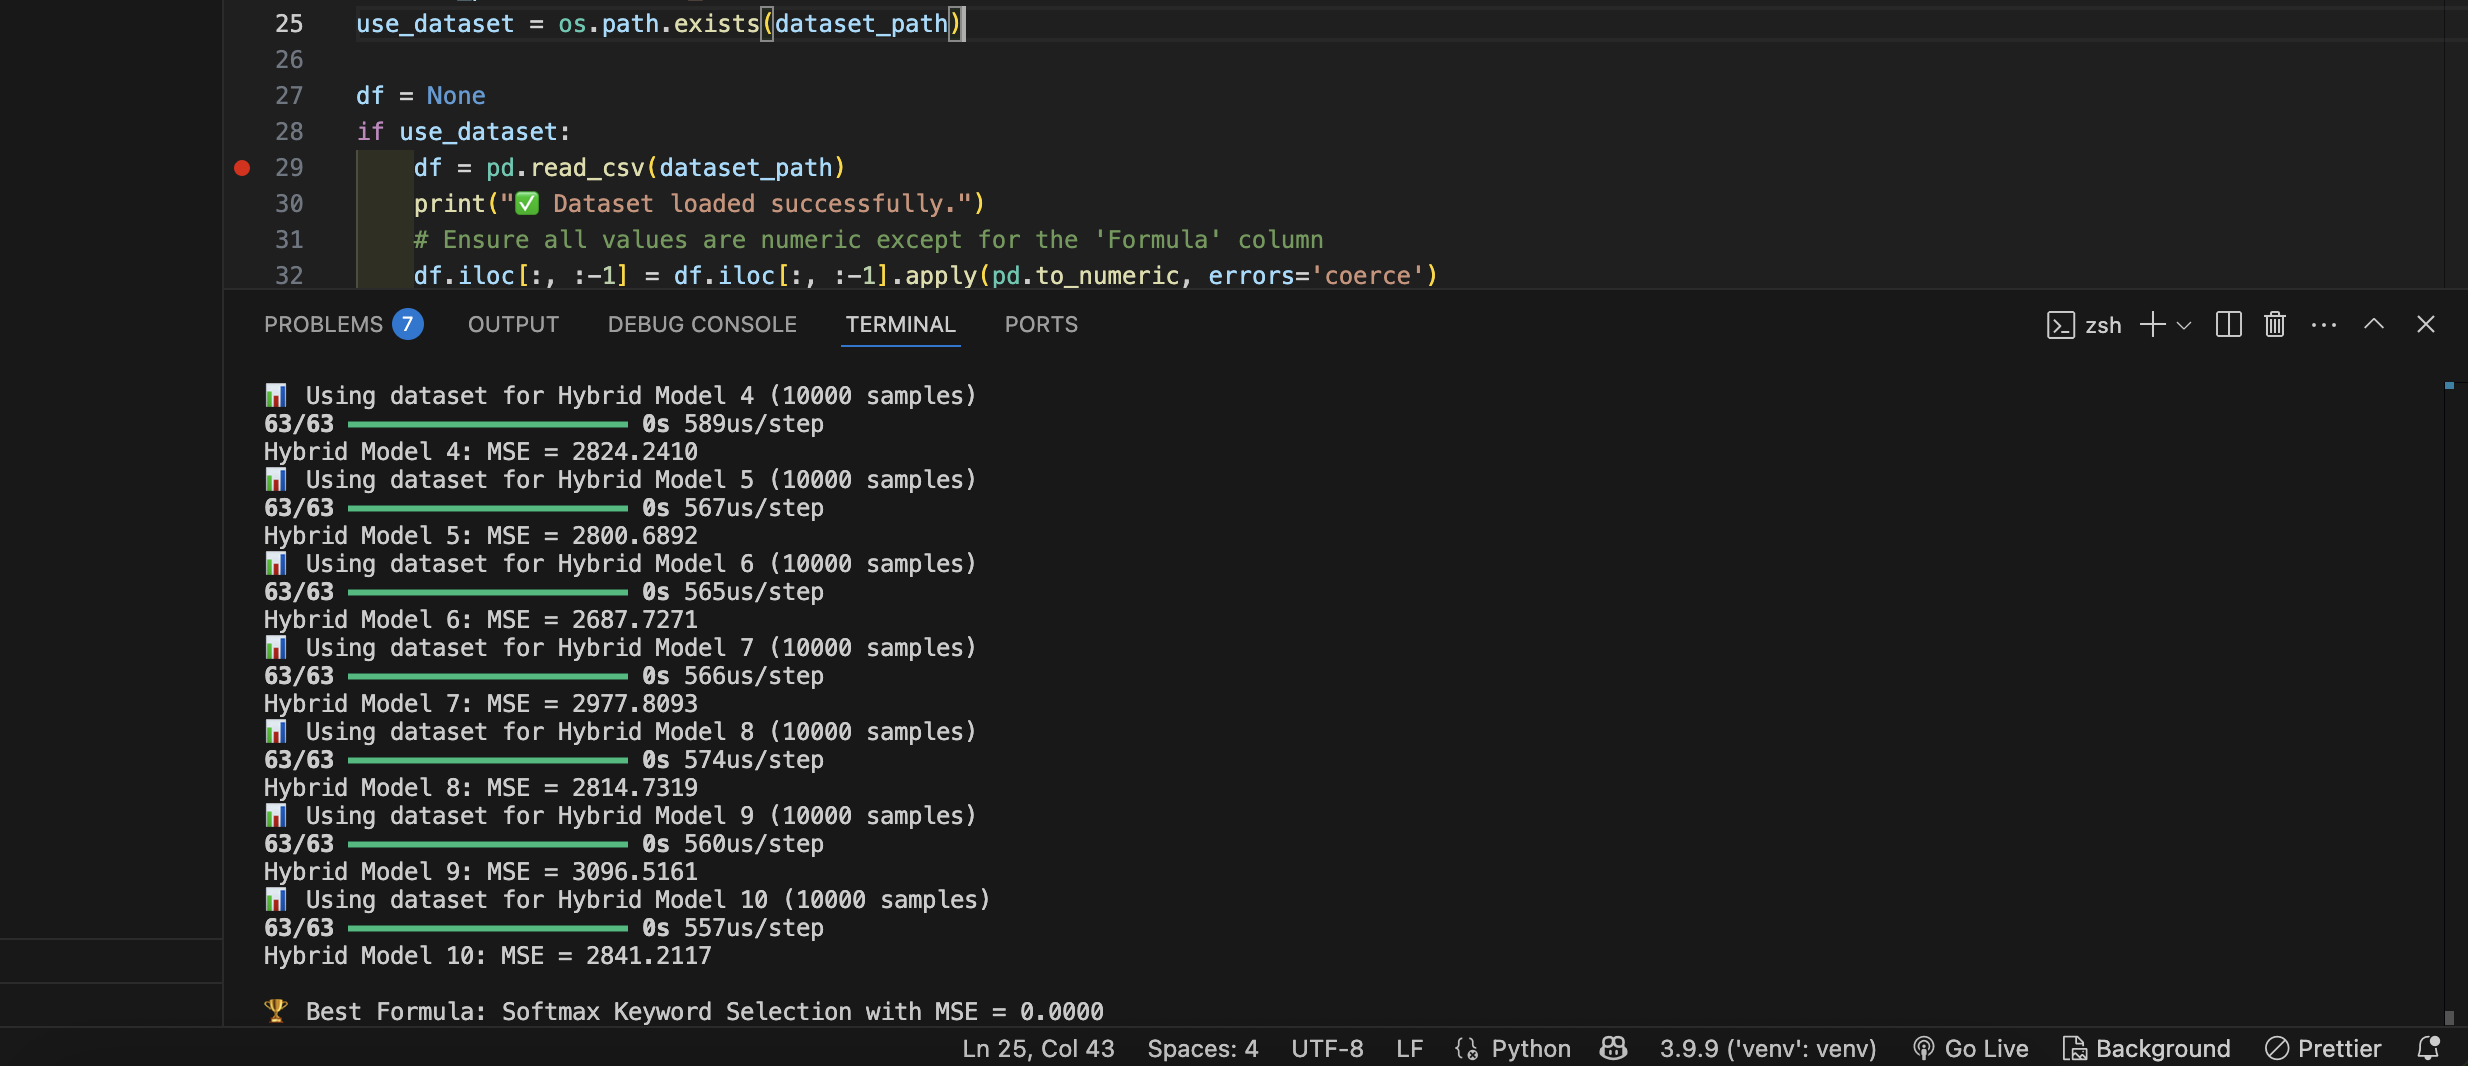 25 use_dataset = os.path.exists(dataset_path)
26
27 df = None
28 if use_dataset:
29 df = pd.read_csv(dataset_path)
30 print("✅ Dataset loaded successfully.")
31 # Ensure all values are numeric except for the 'Formula' column
32 df.iloc[:, :-1] = df.iloc[:, :-1].apply(pd.to_numeric, errors='coerce')
PROBLEMS 7 OUTPUT DEBUG CONSOLE TERMINAL PORTS zsh
📊 Using dataset for Hybrid Model 4 (10000 samples)
63/63 0s 589us/step
Hybrid Model 4: MSE = 2824.2410
📊 Using dataset for Hybrid Model 5 (10000 samples)
63/63 0s 567us/step
Hybrid Model 5: MSE = 2800.6892
📊 Using dataset for Hybrid Model 6 (10000 samples)
63/63 0s 565us/step
Hybrid Model 6: MSE = 2687.7271
📊 Using dataset for Hybrid Model 7 (10000 samples)
63/63 0s 566us/step
Hybrid Model 7: MSE = 2977.8093
📊 Using dataset for Hybrid Model 8 (10000 samples)
63/63 0s 574us/step
Hybrid Model 8: MSE = 2814.7319
📊 Using dataset for Hybrid Model 9 (10000 samples)
63/63 0s 560us/step
Hybrid Model 9: MSE = 3096.5161
📊 Using dataset for Hybrid Model 10 (10000 samples)
63/63 0s 557us/step
Hybrid Model 10: MSE = 2841.2117
🏆 Best Formula: Softmax Keyword Selection with MSE = 0.0000
Ln 25, Col 43 Spaces: 4 UTF-8 LF Python 3.9.9 ('venv': venv) Go Live Background Prettier